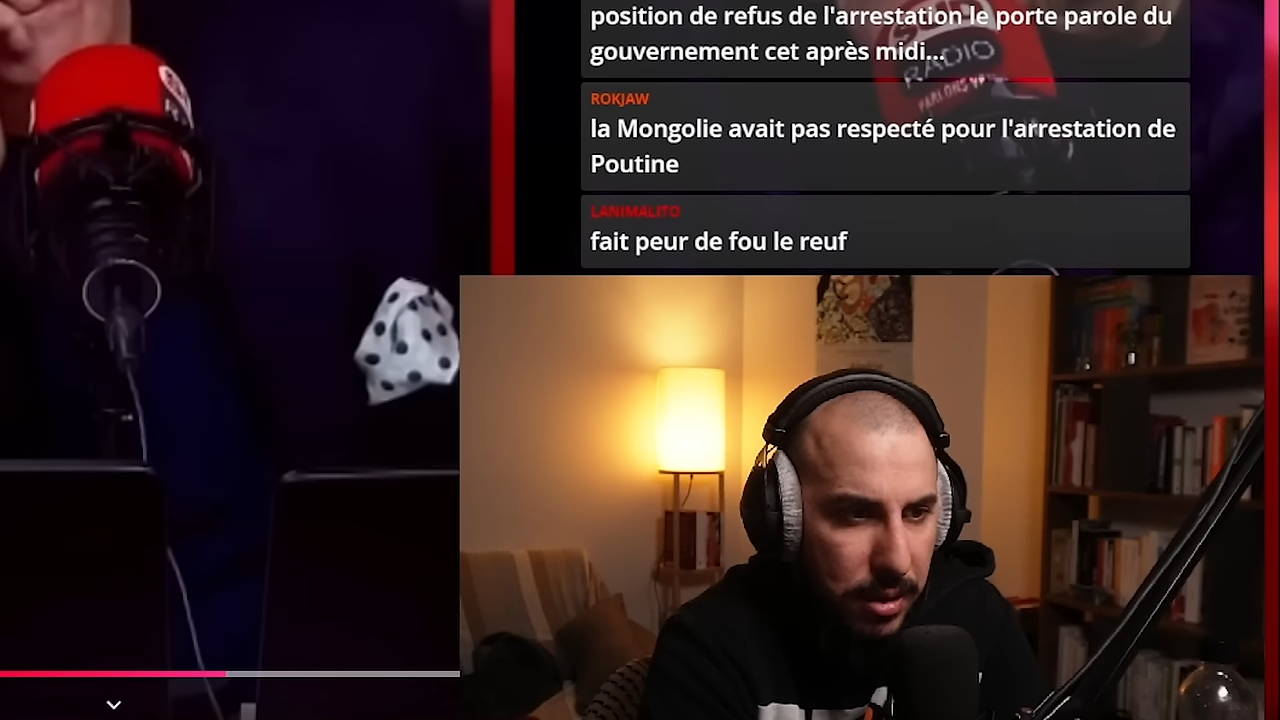 position de refus de l'arrestation le porte parole du
gouvernement cet après midi...
RADIO
ROKJAW
la Mongolie avait pas respecté pour l'arrestation de
Poutine
LANIMALITO
fait peur de fou le reuf